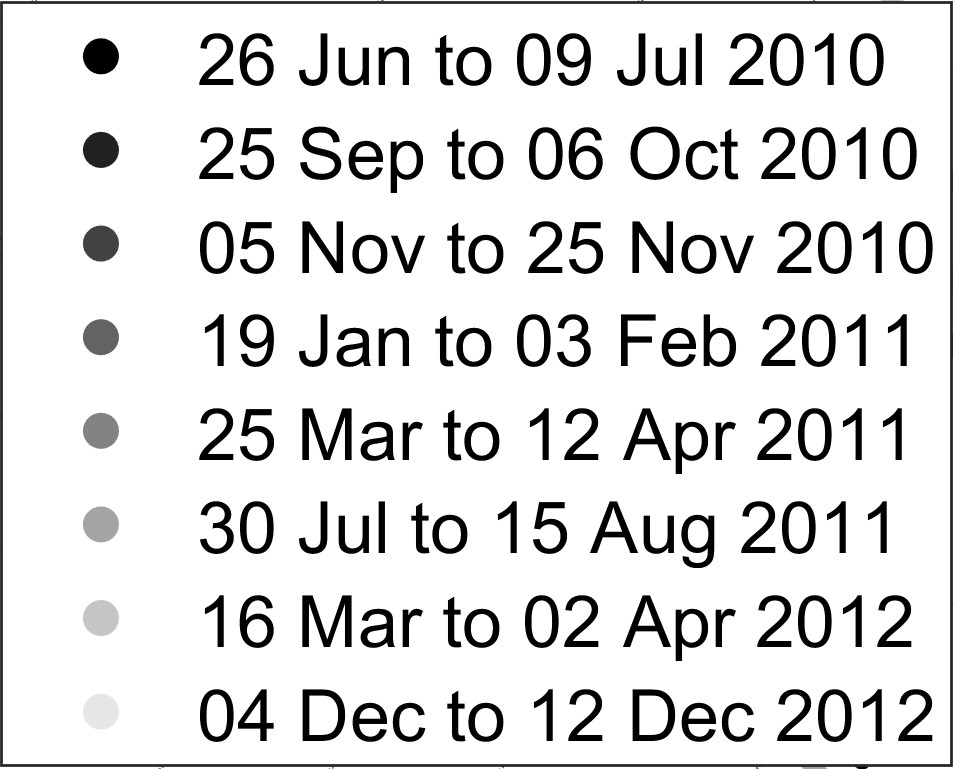 26 Jun to 09 Jul 2010
25 Sep to 06 Oct 2010
05 Nov to 25 Nov 2010
19 Jan to 03 Feb 2011
25 Mar to 12 Apr 2011
30 Jul to 15 Aug 2011
16 Mar to 02 Apr 2012
04 Dec to 12 Dec 2012